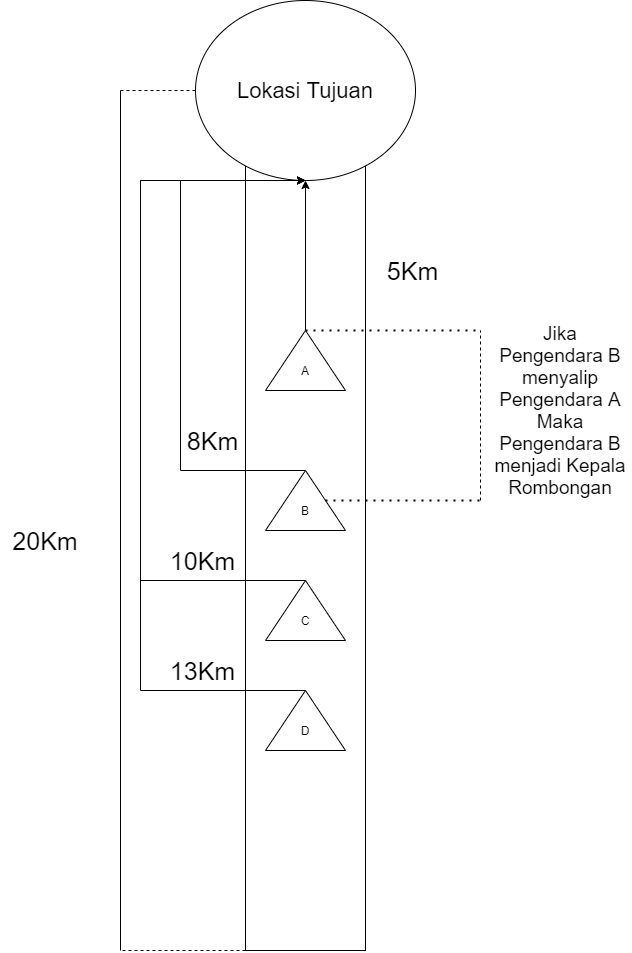 Lokasi Tujuan
5Km
Jika
Pengendara B
menyalip
Pengendara A
Maka
Pengendara B
menjadi Kepala
Rombongan
A
8Km
B
20Km
10Km
C
13Km
D